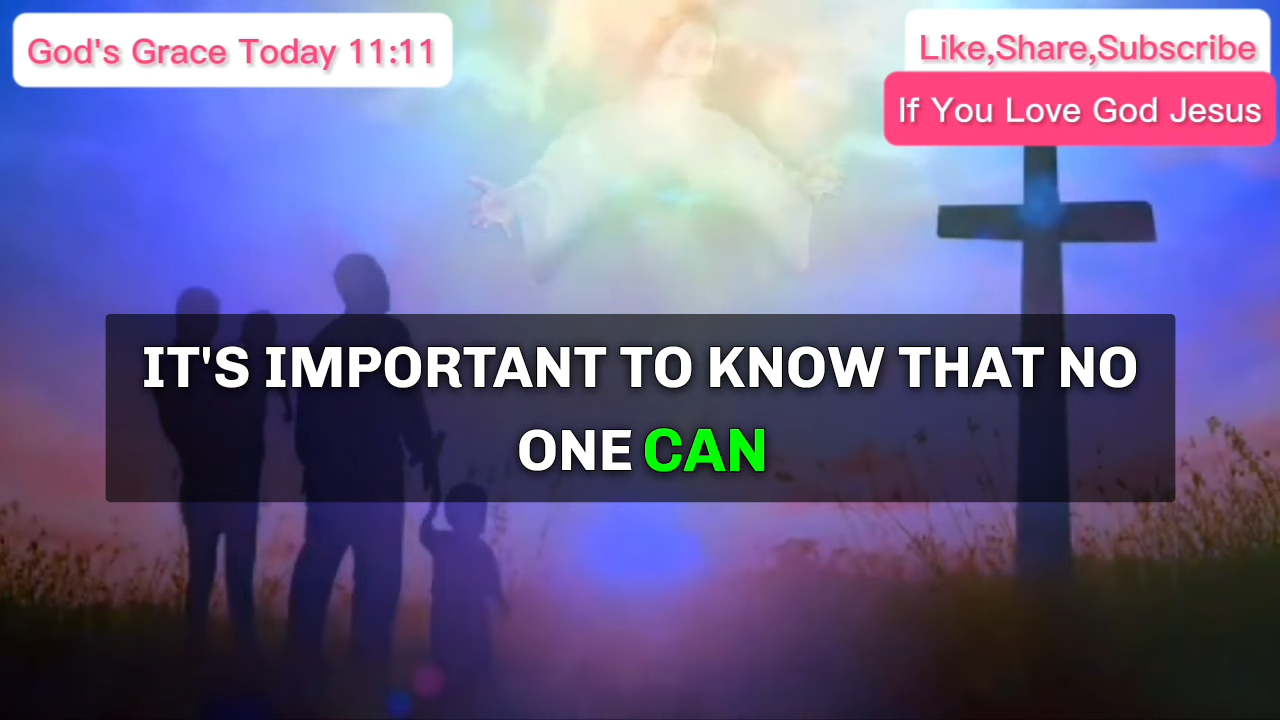 God's Grace Today 11:11
Like,Share,Subscribe
If You Love God Jesus
IT'S IMPORTANT TO KNOW THAT NO
ONE CAN